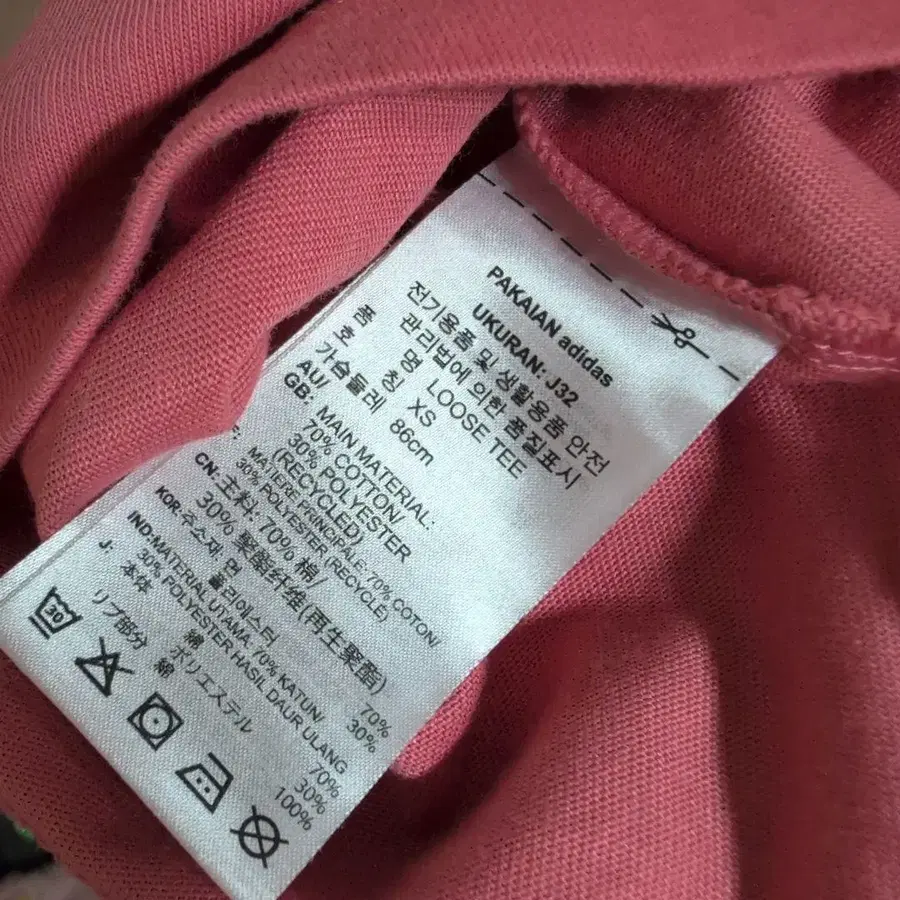 PAKAIAN adidas
UKURAN: J32
전기용품 및 생활용품 안전
관리법에 의한 품질표시
품 명 LOOSE TEE
호 칭 XS
가슴둘레 86cm
AU/
GB: MAIN MATERIAL:
70% COTTON/
30% POLYESTER
(RECYCLED)
MATIERE PRINCIPALE: 70% COTON/
30% POLYESTER (RECYCLE)
CN: 主料: 70% 棉/
30% 聚酯纤维(再生聚酯)
KOR: 주소재 면 70%
폴리에스터 30%
IND: MATERIAL UTAMA: 70% KATUN/
30% POLYESTER HASIL DAUR ULANG
J: 本体 綿 70%
ポリエステル 30%
リブ部分 綿 100%
30